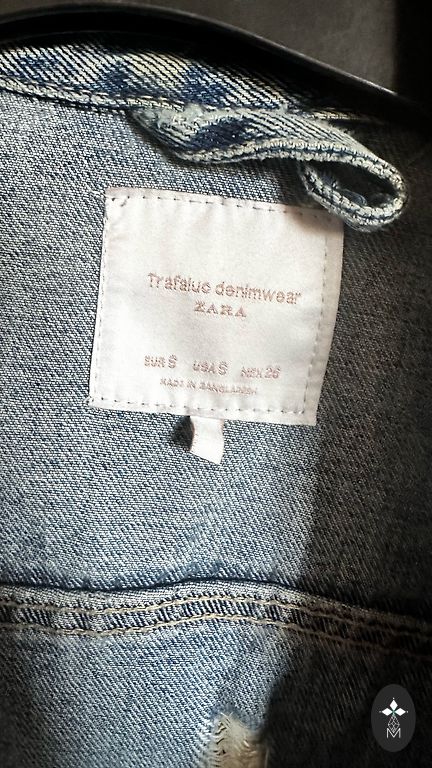 Trafaluc denimwear
ZARA
EUR S USA S MEX 26
MADE IN BANGLADESH
M